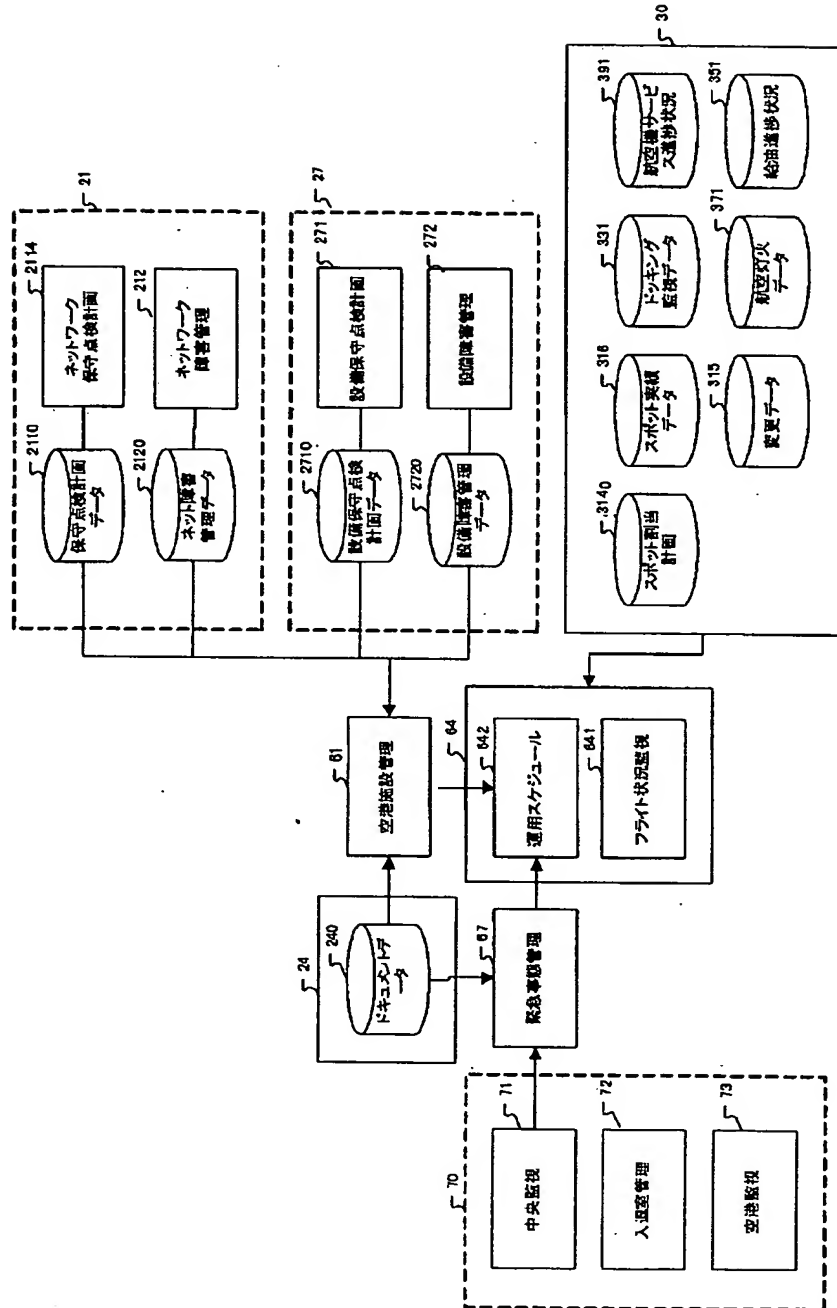 21
2110
保守点検計画
データ
2114
ネットワーク
保守点検計画
2120
ネット障害
管理データ
212
ネットワーク
障害管理
27
2710
設備保守点検
計画データ
271
設備保守点検計画
2720
設備障害管理
データ
272
設備障害管理
61
空港施設管理
24
240
ドキュメントデ
ータ
67
緊急事態管理
64
642
運用スケジュール
641
フライト状況監視
70
71
中央監視
72
入退室管理
73
空港監視
30
3140
スポット割当
計画
316
スポット実績
データ
331
ドッキング
監視データ
391
航空機サービ
ス進捗状況
315
変更データ
371
航空灯火
データ
351
給油進捗状況